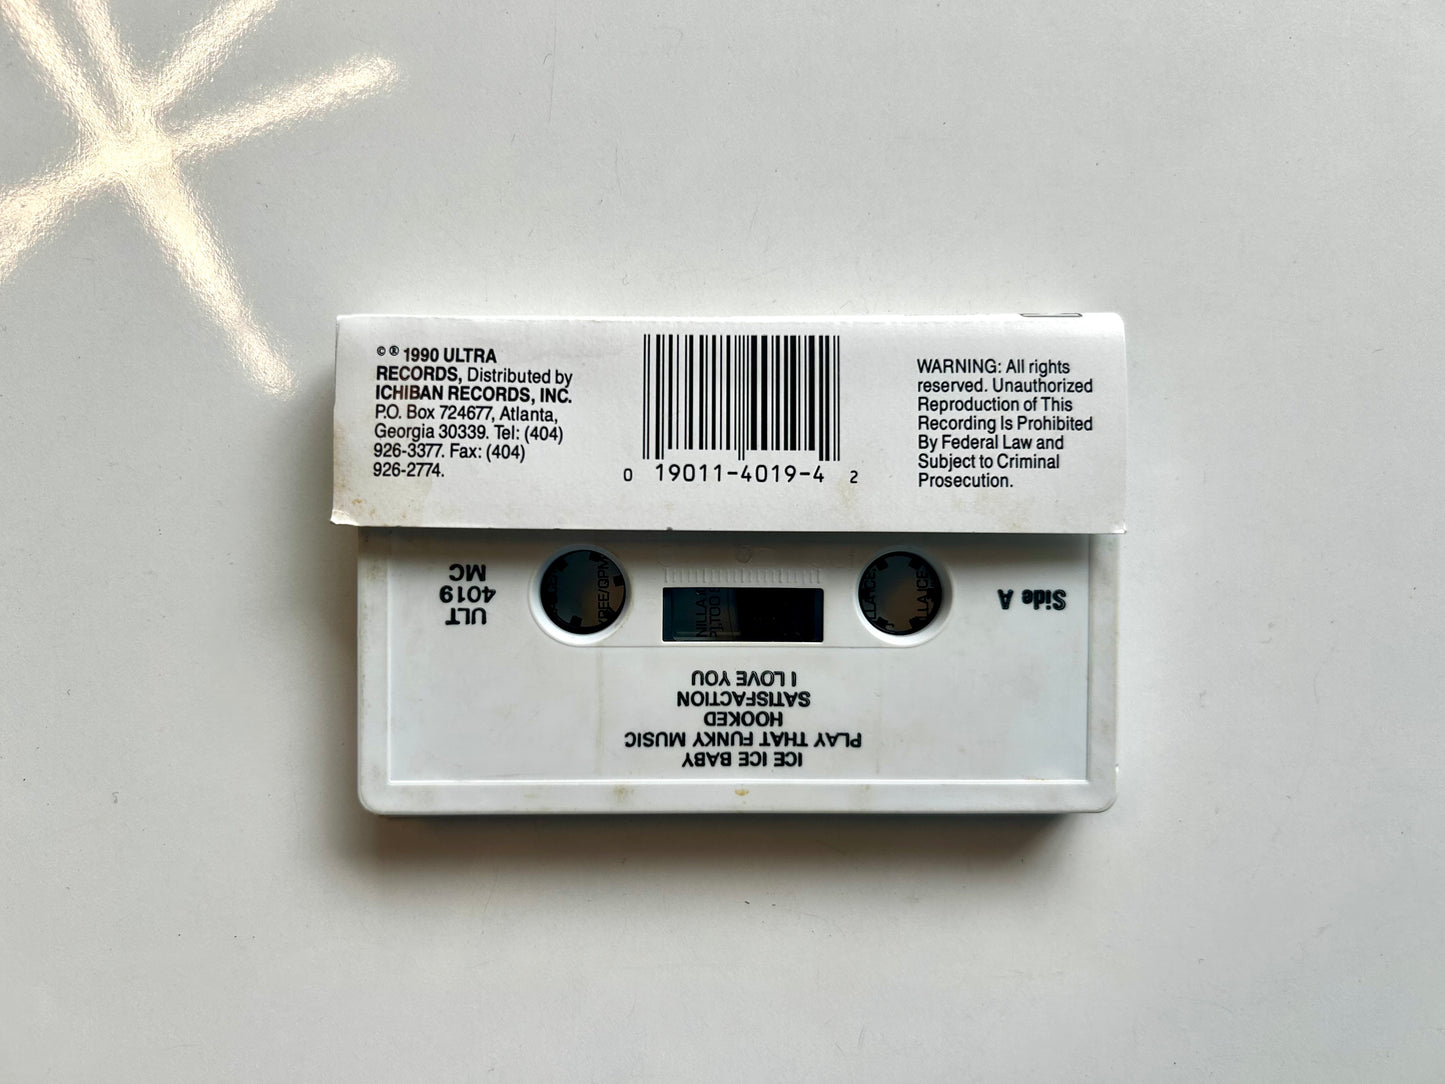 © ℗ 1990 ULTRA
RECORDS, Distributed by
ICHIBAN RECORDS, INC.
P.O. Box 724677, Atlanta,
Georgia 30339. Tel: (404)
926-3377. Fax: (404)
926-2774.
0 19011-4019-4 2
WARNING: All rights
reserved. Unauthorized
Reproduction of This
Recording Is Prohibited
By Federal Law and
Subject to Criminal
Prosecution.
Side A
ULT
4019
MC
ICE ICE BABY
PLAY THAT FUNKY MUSIC
HOOKED
SATISFACTION
I LOVE YOU